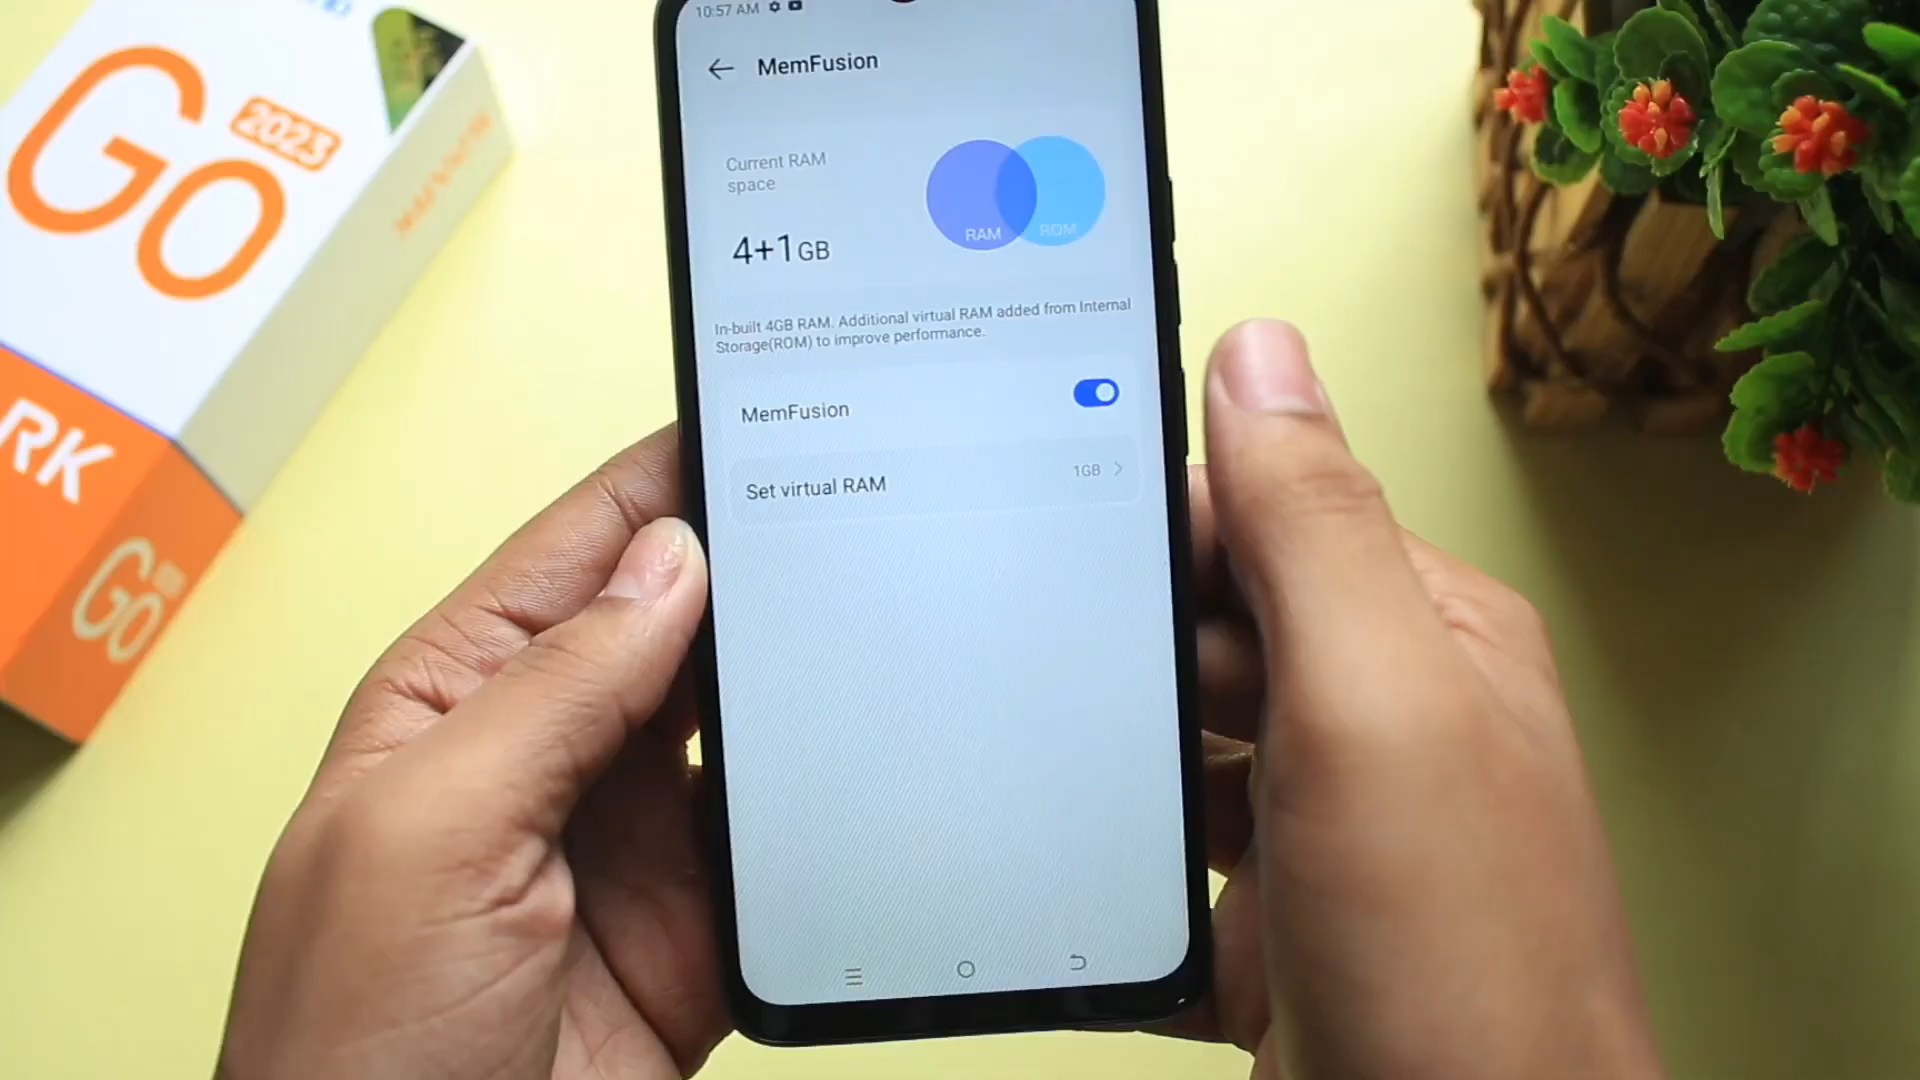 GO
2023
RK
GO
10:57 AM
MemFusion
Current RAM
space
4+1GB
RAM
ROM
In-built 4GB RAM. Additional virtual RAM added from Internal
Storage(ROM) to improve performance.
MemFusion
Set virtual RAM
1GB